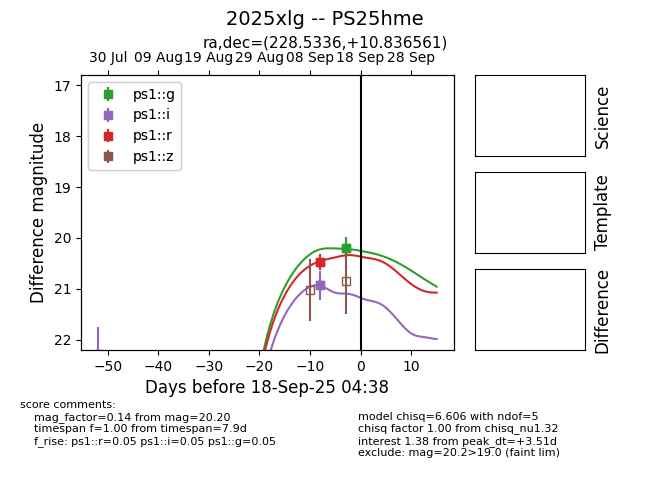 2025xlg -- PS25hme
ra,dec=(228.5336,+10.836561)
30 Jul 09 Aug 19 Aug 29 Aug 08 Sep 18 Sep 28 Sep
17
18
19
20
21
22
Difference magnitude
ps1::g
ps1::i
ps1::r
ps1::z
−50 −40 −30 −20 −10 0 10
Days before 18-Sep-25 04:38
Science
Template
Difference
score comments:
mag_factor=0.14 from mag=20.20
timespan f=1.00 from timespan=7.9d
f_rise: ps1::r=0.05 ps1::i=0.05 ps1::g=0.05
model chisq=6.606 with ndof=5
chisq factor 1.00 from chisq_nu1.32
interest 1.38 from peak_dt=+3.51d
exclude: mag=20.2>19.0 (faint lim)